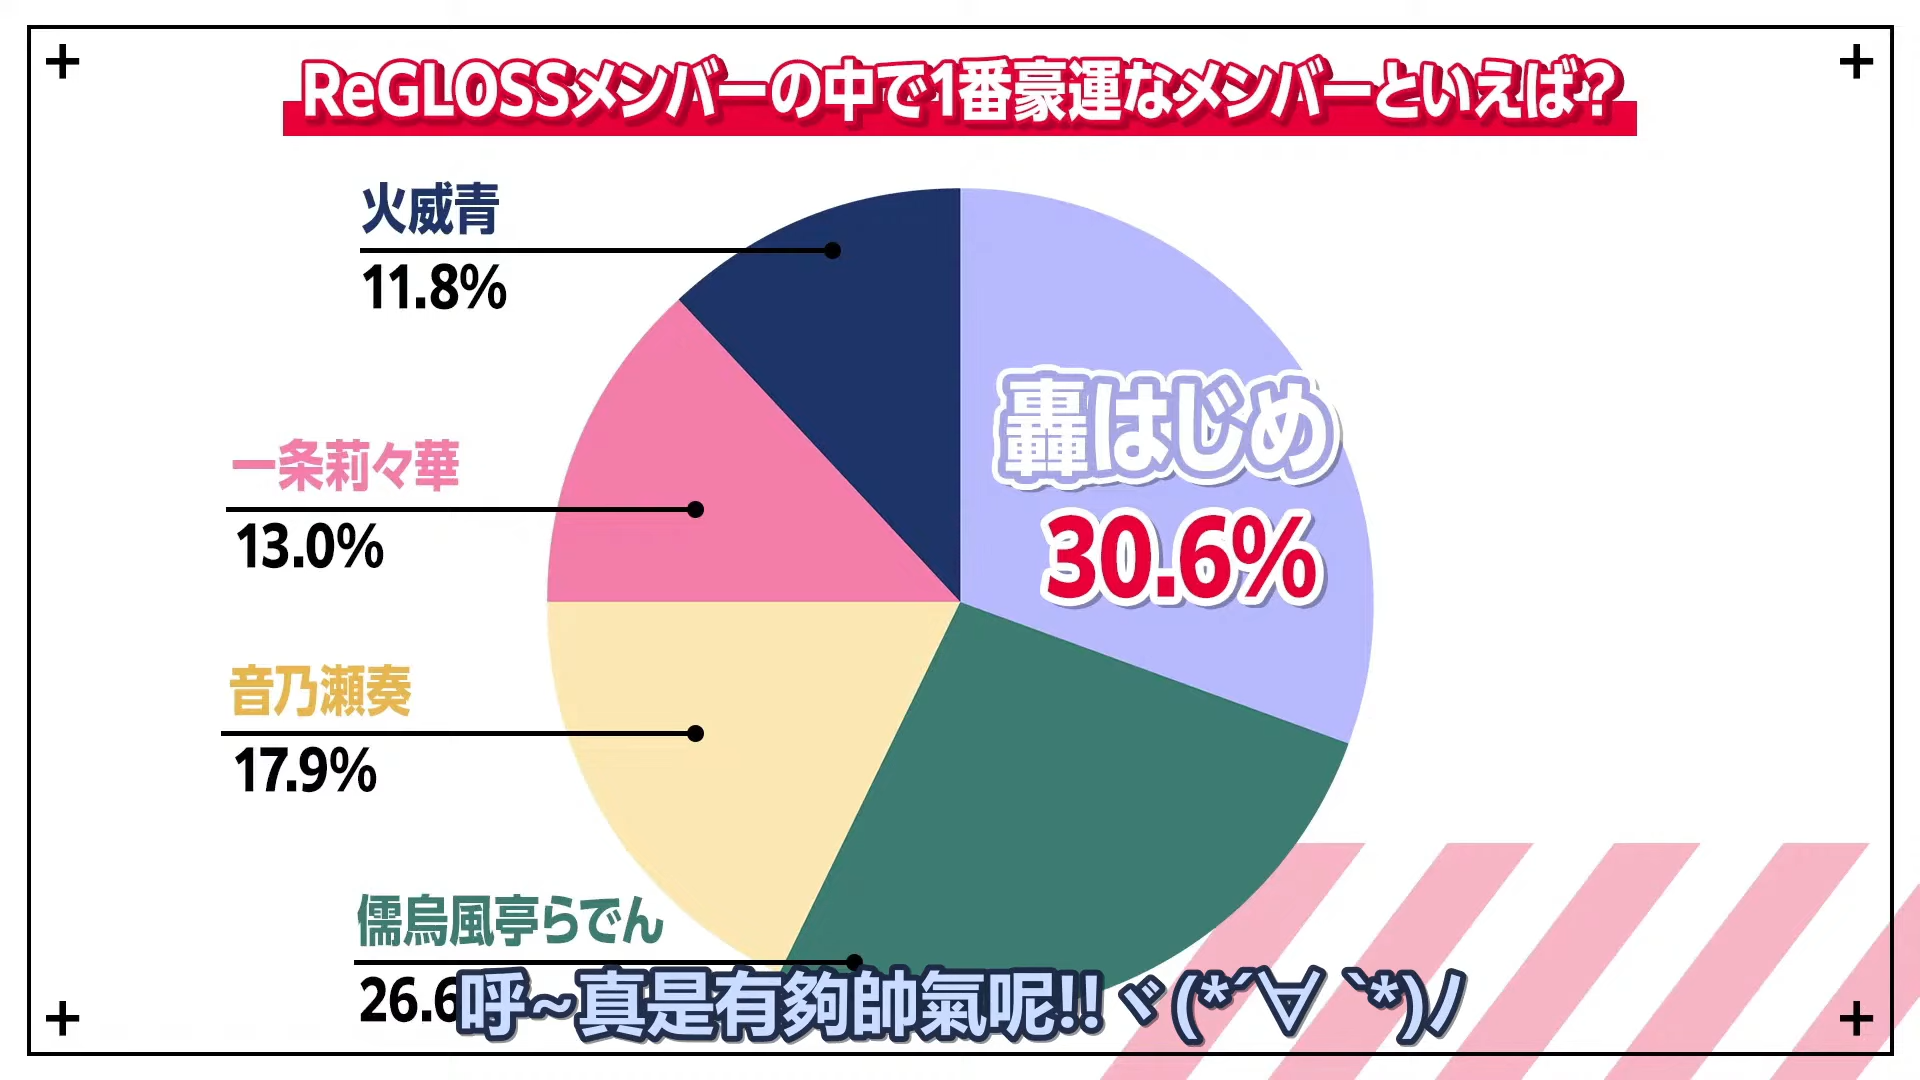 ReGLOSSメンバーの中で1番豪運なメンバーといえば？
火威青
11.8%
轟はじめ
30.6%
一条莉々華
13.0%
音乃瀬奏
17.9%
儒烏風亭らでん
26.6
呼~真是有夠帥氣呢!!ヾ(*´∀`*)ﾉ